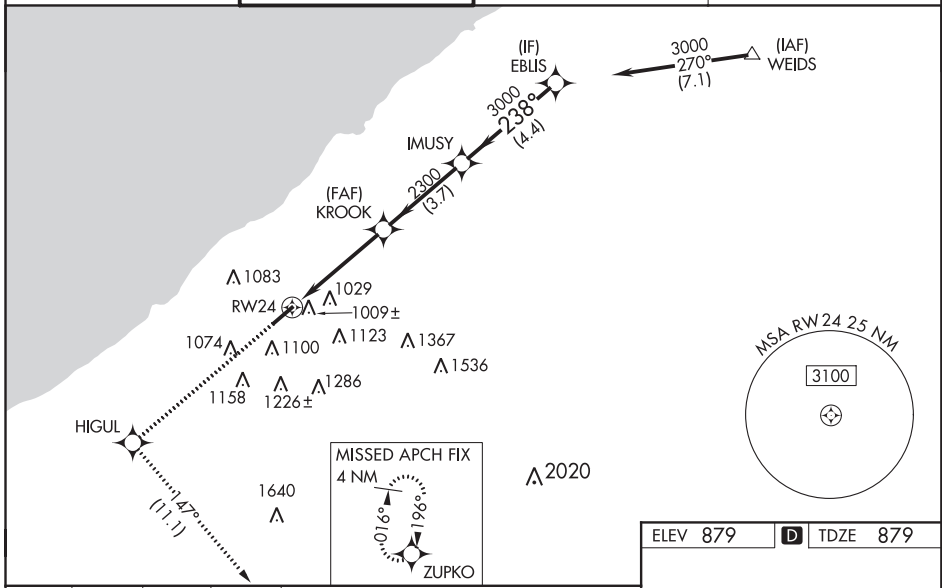 (IF)
EBLIS
3000
270°
(7.1)
(IAF)
WEIDS
3000
238°
(4.4)
IMUSY
2300
(3.7)
(FAF)
KROOK
1083
1029
RW24
1009±
1074
1100
1123
1367
1536
1158
1226±
1286
MSA RW24 25 NM
3100
HIGUL
147°
(11.1)
1640
MISSED APCH FIX
4 NM
016°
196°
ZUPKO
2020
ELEV 879 D TDZE 879